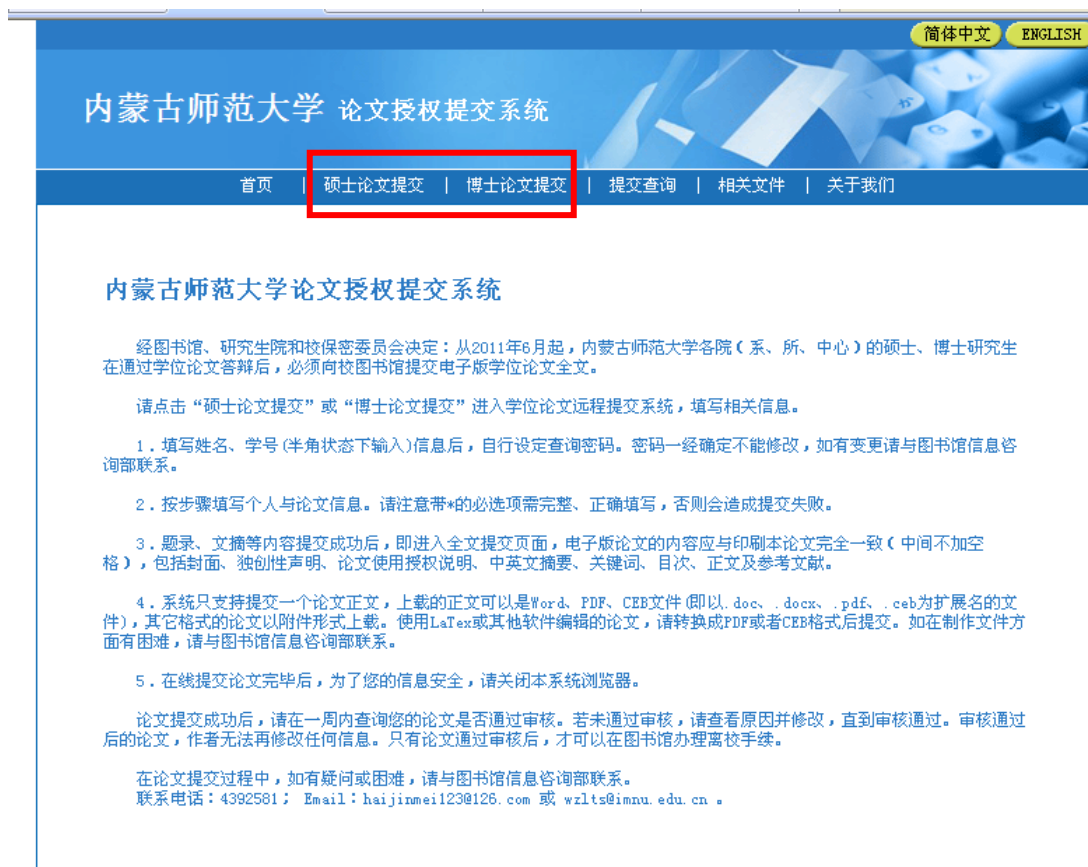 简体中文 ENGLISH
内蒙古师范大学 论文授权提交系统
首页 | 硕士论文提交 | 博士论文提交 | 提交查询 | 相关文件 | 关于我们
内蒙古师范大学论文授权提交系统
经图书馆、研究生院和校保密委员会决定：从2011年6月起，内蒙古师范大学各院（系、所、中心）的硕士、博士研究生
在通过学位论文答辩后，必须向校图书馆提交电子版学位论文全文。
请点击“硕士论文提交”或“博士论文提交”进入学位论文远程提交系统，填写相关信息。
1．填写姓名、学号(半角状态下输入)信息后，自行设定查询密码。密码一经确定不能修改，如有变更请与图书馆信息咨
询部联系。
2．按步骤填写个人与论文信息。请注意带*的必选项需完整、正确填写，否则会造成提交失败。
3．题录、文摘等内容提交成功后，即进入全文提交页面，电子版论文的内容应与印刷本论文完全一致（中间不加空
格），包括封面、独创性声明、论文使用授权说明、中英文摘要、关键词、目次、正文及参考文献。
4．系统只支持提交一个论文正文，上载的正文可以是Word、PDF、CEB文件(即以.doc、.docx、.pdf、.ceb为扩展名的文
件)，其它格式的论文以附件形式上载。使用LaTex或其他软件编辑的论文，请转换成PDF或者CEB格式后提交。如在制作文件方
面有困难，请与图书馆信息咨询部联系。
5．在线提交论文完毕后，为了您的信息安全，请关闭本系统浏览器。
论文提交成功后，请在一周内查询您的论文是否通过审核。若未通过审核，请查看原因并修改，直到审核通过。审核通过
后的论文，作者无法再修改任何信息。只有论文通过审核后，才可以在图书馆办理离校手续。
在论文提交过程中，如有疑问或困难，请与图书馆信息咨询部联系。
联系电话：4392581； Email：haijinmei123@126.com 或 wzlts@imnu.edu.cn 。